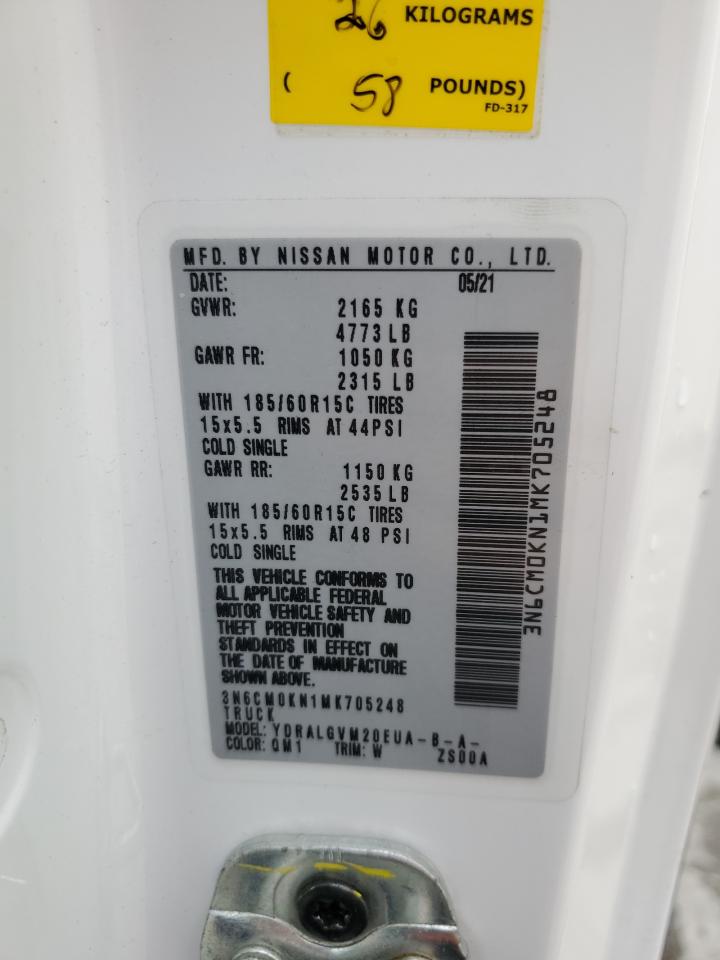 26 KILOGRAMS
( 58 POUNDS)
FD-317
MFD. BY NISSAN MOTOR CO., LTD.
DATE: 05/21
GVWR: 2165 KG
4773 LB
GAWR FR: 1050 KG
2315 LB
WITH 185/60R15C TIRES
15x5.5 RIMS AT 44PSI
COLD SINGLE
GAWR RR: 1150 KG
2535 LB
WITH 185/60R15C TIRES
15x5.5 RIMS AT 48 PSI
COLD SINGLE
THIS VEHICLE CONFORMS TO
ALL APPLICABLE FEDERAL
MOTOR VEHICLE SAFETY AND
THEFT PREVENTION
STANDARDS IN EFFECT ON
THE DATE OF MANUFACTURE
SHOWN ABOVE.
3N6CM0KN1MK705248
TRUCK
MODEL: YDRALGVM20EUA-B-A-
COLOR: QM1 TRIM: W ZS00A
3N6CM0KN1MK705248